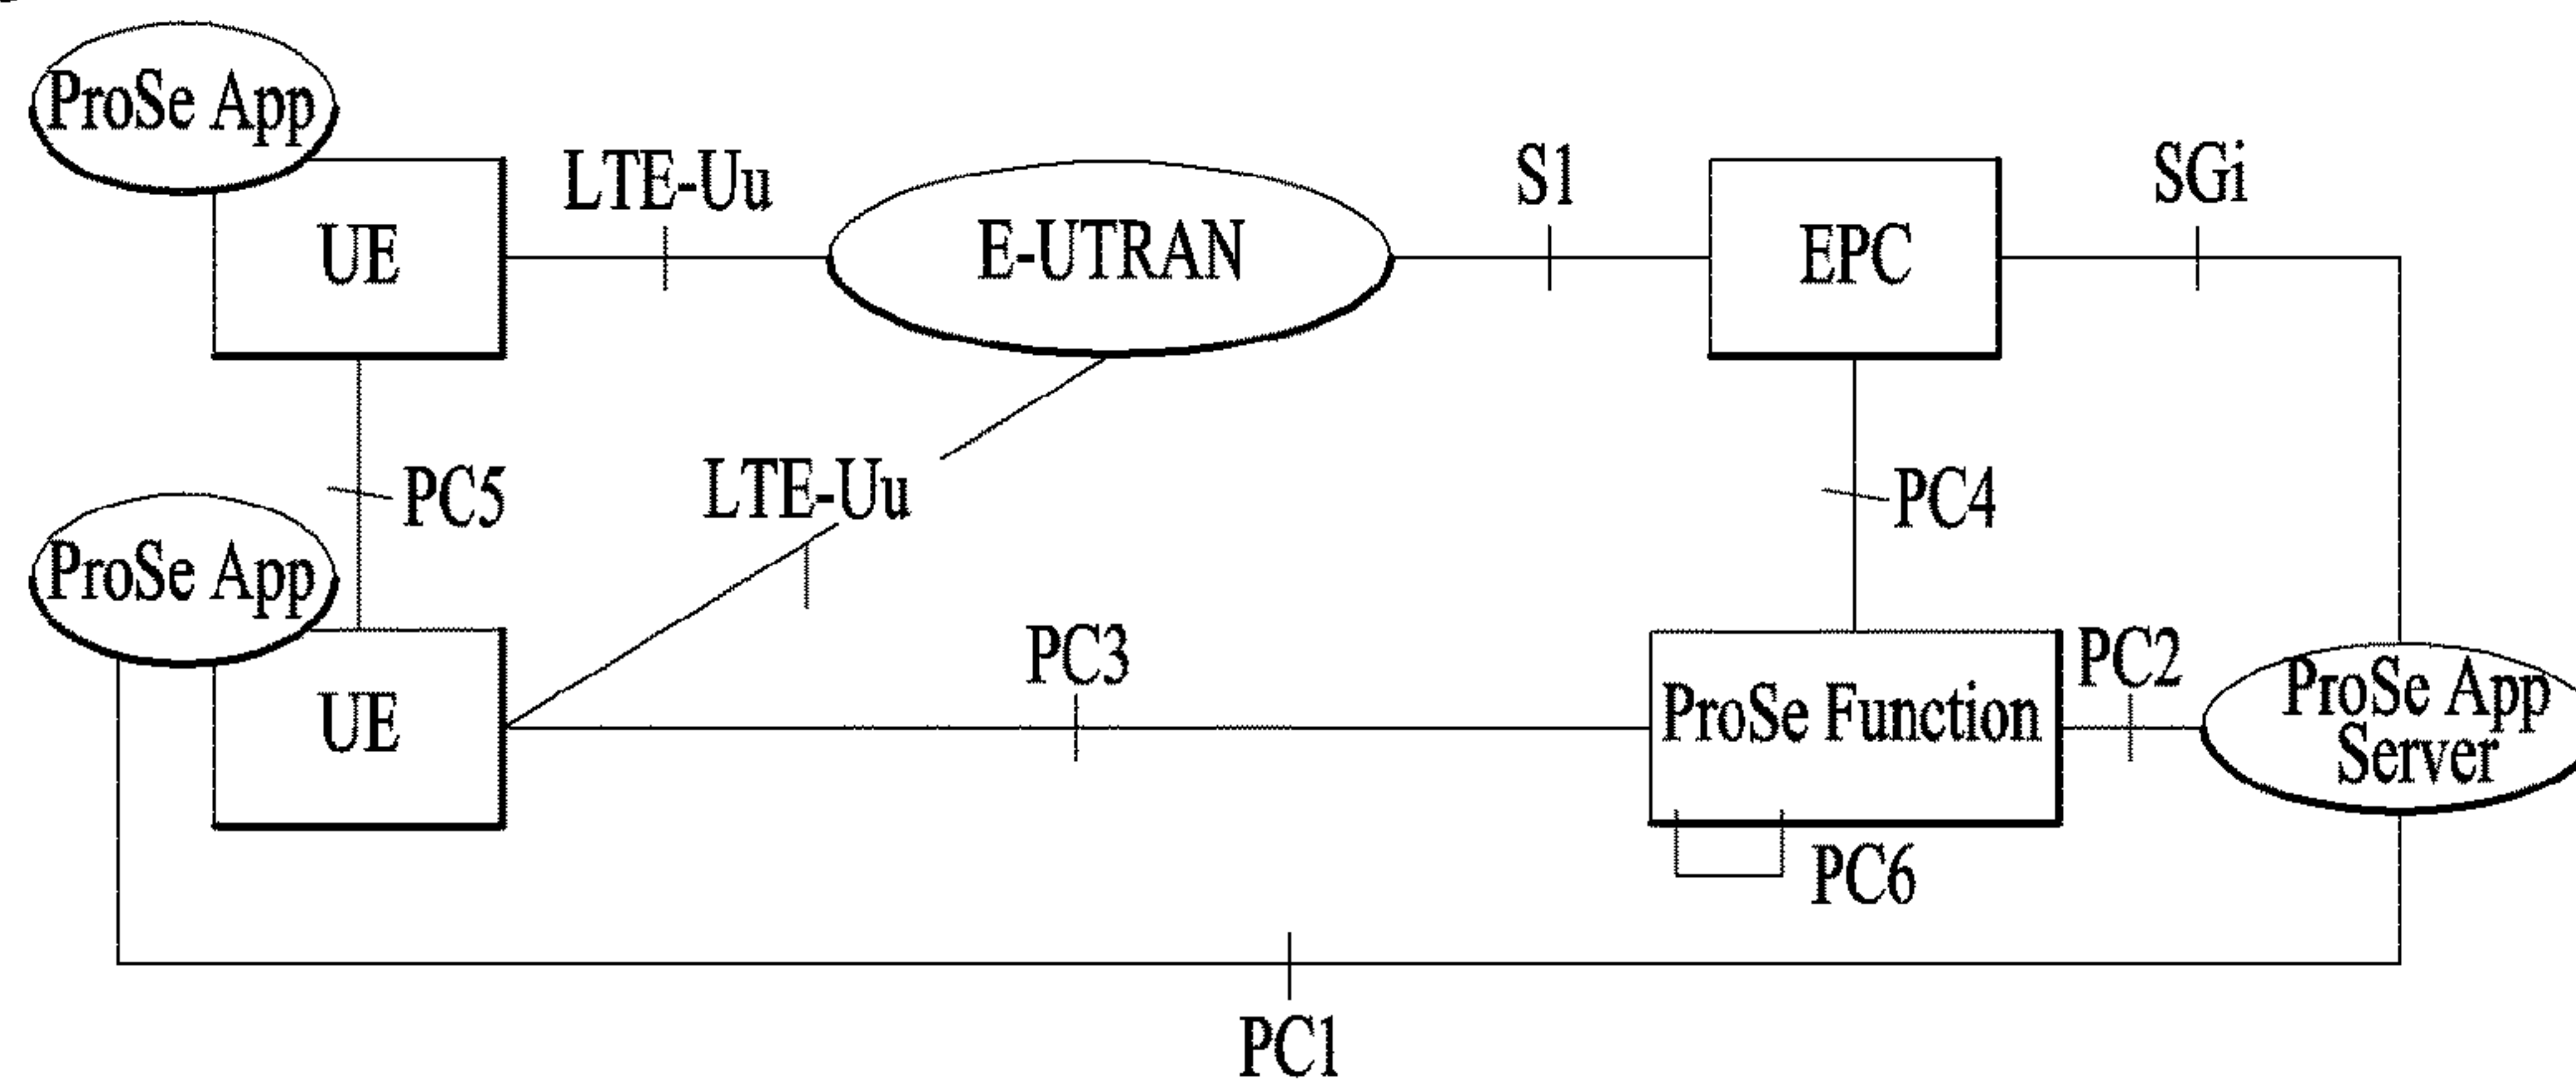 ProSe App
UE
LTE-Uu
E-UTRAN
S1
EPC
SGi
PC5
LTE-Uu
PC4
ProSe App
UE
PC3
ProSe Function
PC2
ProSe App
Server
PC6
PC1